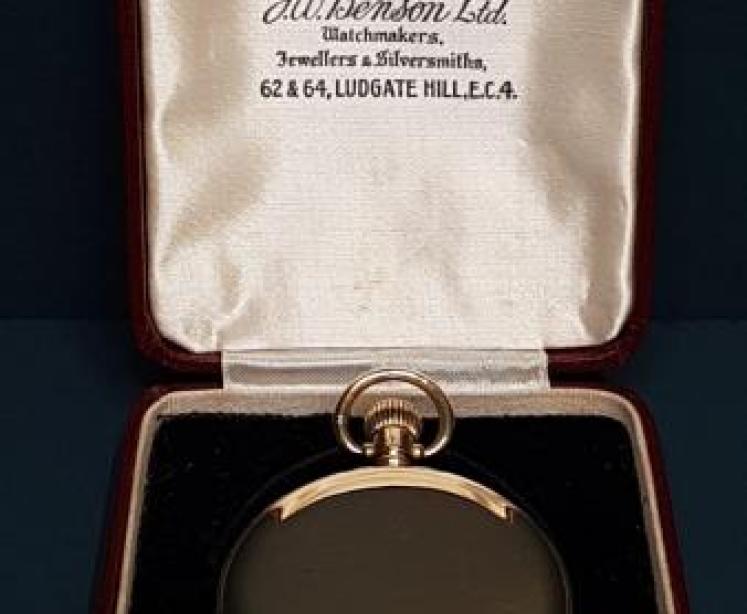 J.W. Benson Ltd.
Watchmakers,
Jewellers & Silversmiths,
62 & 64, LUDGATE HILL, E.C.4.